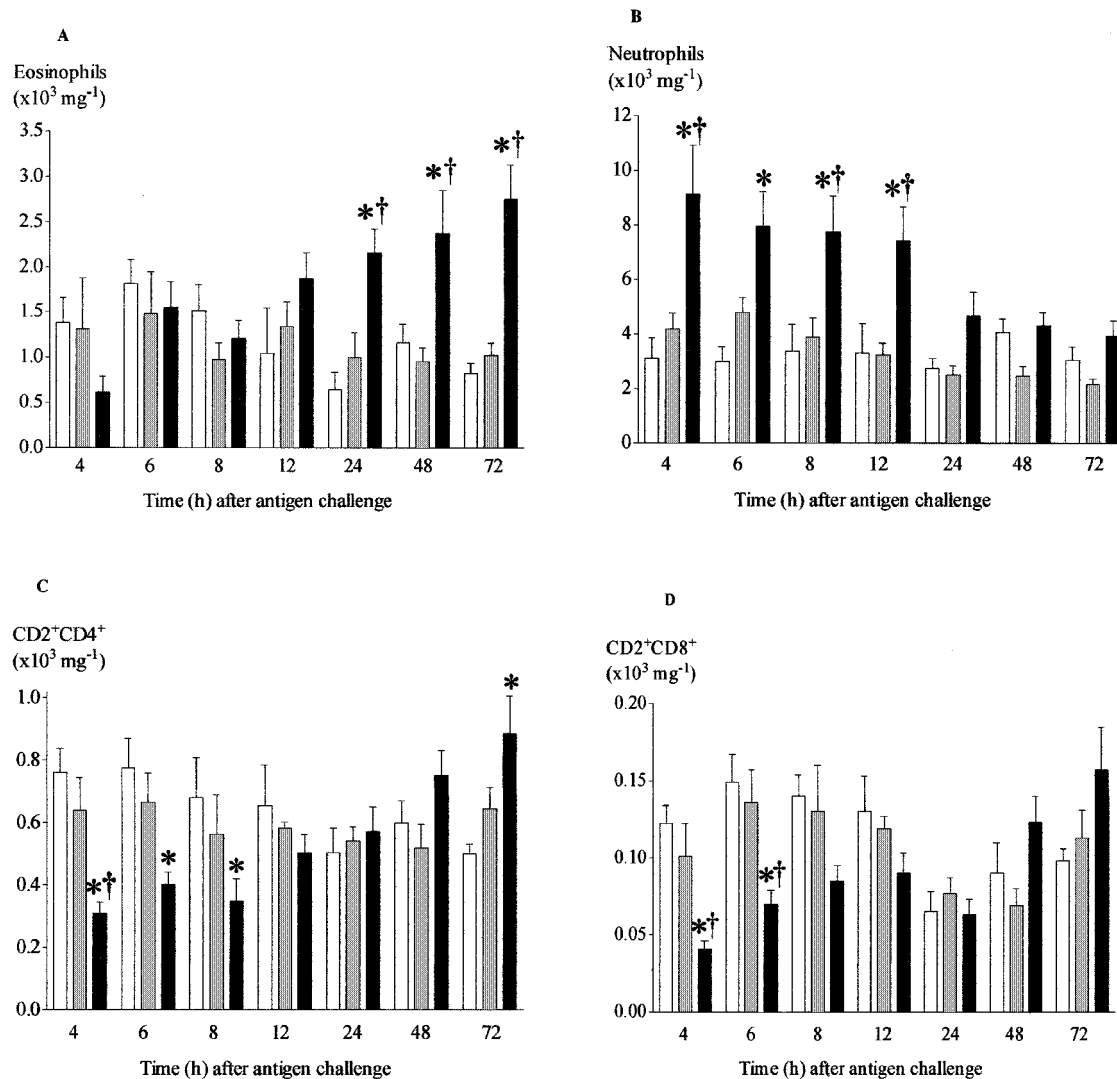 A
Eosinophils
(x10³ mg⁻¹)
3.5
3.0
2.5
2.0
1.5
1.0
0.5
0.0
*† *† *†
4 6 8 12 24 48 72
Time (h) after antigen challenge
B
Neutrophils
(x10³ mg⁻¹)
12
10
8
6
4
2
0
*† * *† *†
4 6 8 12 24 48 72
Time (h) after antigen challenge
C
CD2⁺CD4⁺
(x10³ mg⁻¹)
1.0
0.8
0.6
0.4
0.2
0.0
*† * * *
4 6 8 12 24 48 72
Time (h) after antigen challenge
D
CD2⁺CD8⁺
(x10³ mg⁻¹)
0.20
0.15
0.10
0.05
0.00
*† *†
4 6 8 12 24 48 72
Time (h) after antigen challenge